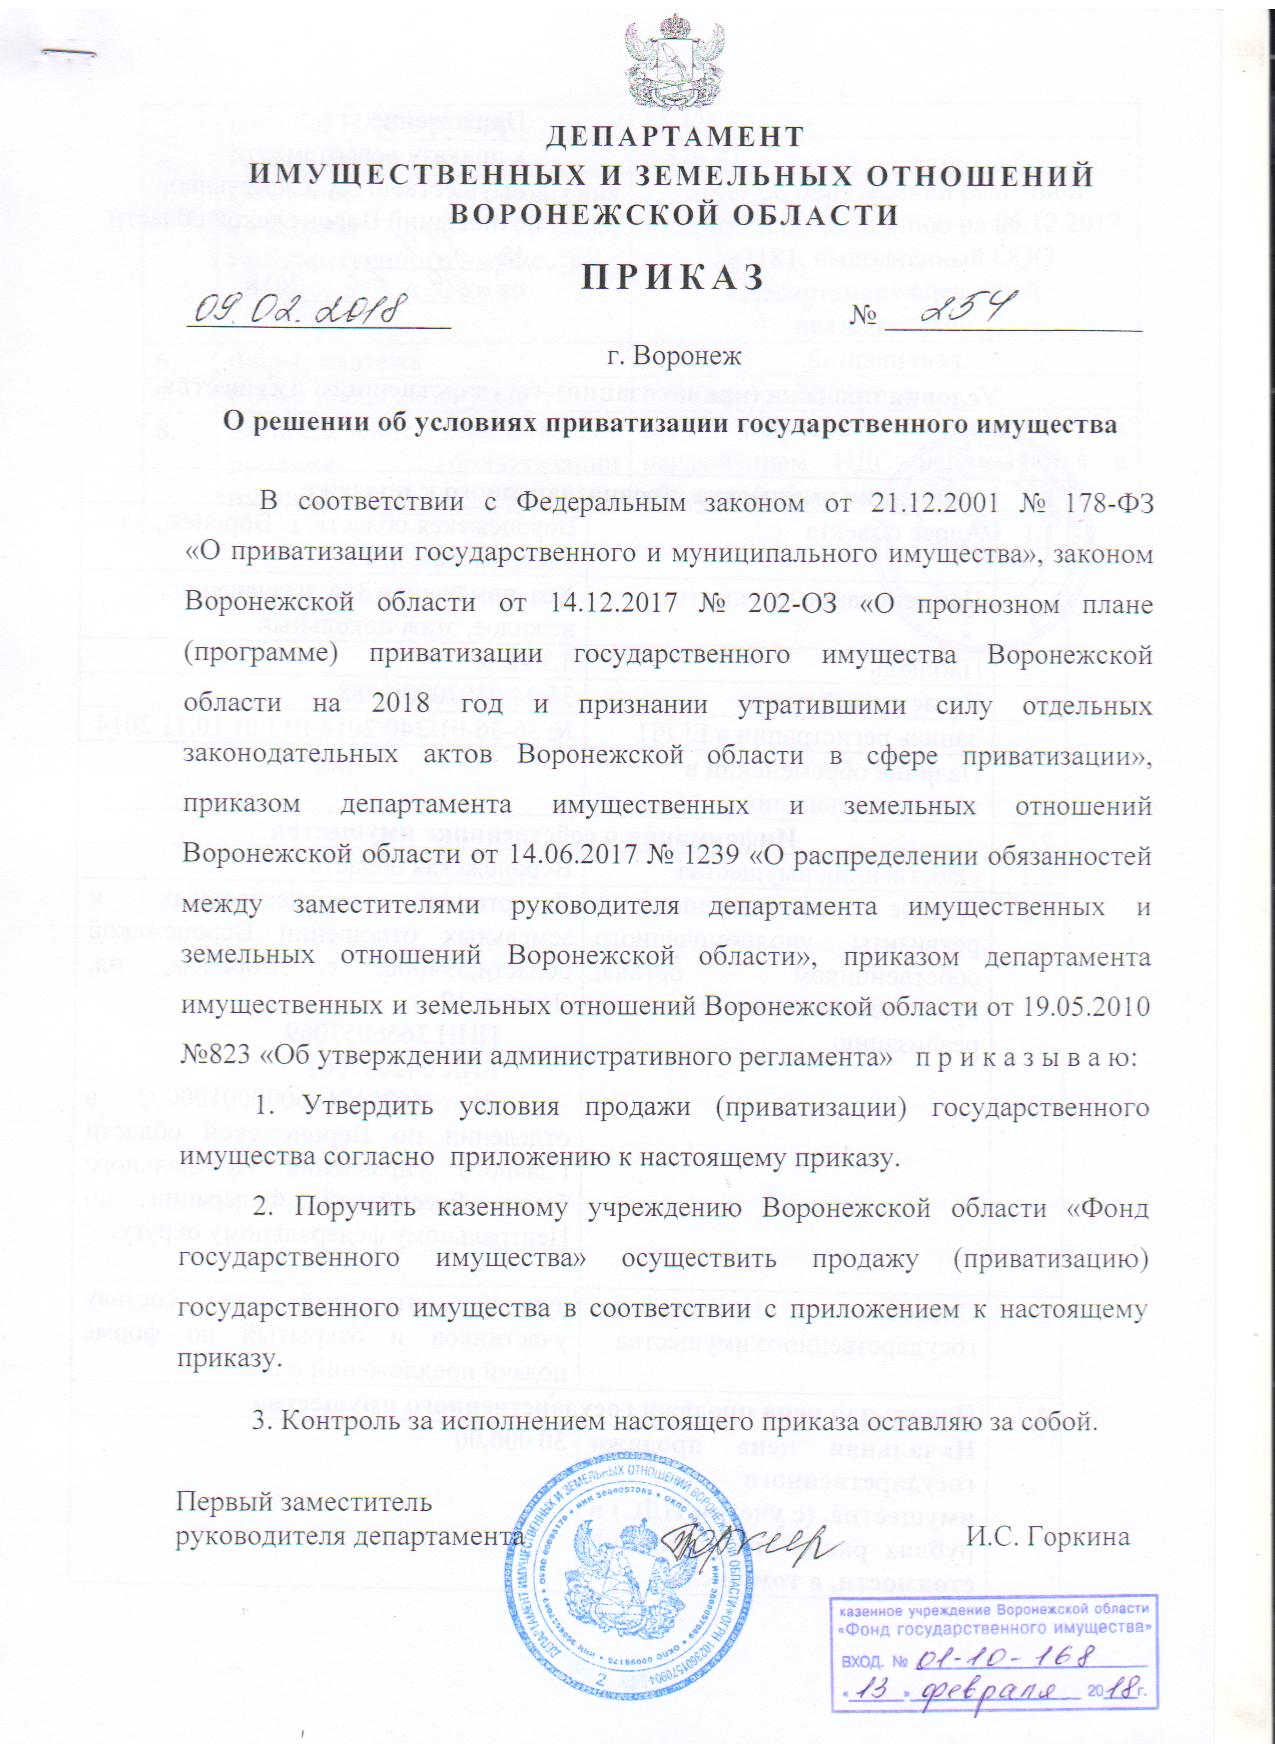 ДЕПАРТАМЕНТ
ИМУЩЕСТВЕННЫХ И ЗЕМЕЛЬНЫХ ОТНОШЕНИЙ
ВОРОНЕЖСКОЙ ОБЛАСТИ
ПРИКАЗ
09.02.2018 № 254
г. Воронеж
О решении об условиях приватизации государственного имущества
В соответствии с Федеральным законом от 21.12.2001 № 178-ФЗ
«О приватизации государственного и муниципального имущества», законом
Воронежской области от 14.12.2017 № 202-ОЗ «О прогнозном плане
(программе) приватизации государственного имущества Воронежской
области на 2018 год и признании утратившими силу отдельных
законодательных актов Воронежской области в сфере приватизации»,
приказом департамента имущественных и земельных отношений
Воронежской области от 14.06.2017 № 1239 «О распределении обязанностей
между заместителями руководителя департамента имущественных и
земельных отношений Воронежской области», приказом департамента
имущественных и земельных отношений Воронежской области от 19.05.2010
№823 «Об утверждении административного регламента» п р и к а з ы в а ю:
1. Утвердить условия продажи (приватизации) государственного
имущества согласно приложению к настоящему приказу.
2. Поручить казенному учреждению Воронежской области «Фонд
государственного имущества» осуществить продажу (приватизацию)
государственного имущества в соответствии с приложением к настоящему
приказу.
3. Контроль за исполнением настоящего приказа оставляю за собой.
Первый заместитель
руководителя департамента И.С. Горкина
ДЕПАРТАМЕНТ ИМУЩЕСТВЕННЫХ И ЗЕМЕЛЬНЫХ ОТНОШЕНИЙ ВОРОНЕЖСКОЙ ОБЛАСТИ
2
казенное учреждение Воронежской области
«Фонд государственного имущества»
ВХОД. № 01-10-168
«13» февраля 2018г.